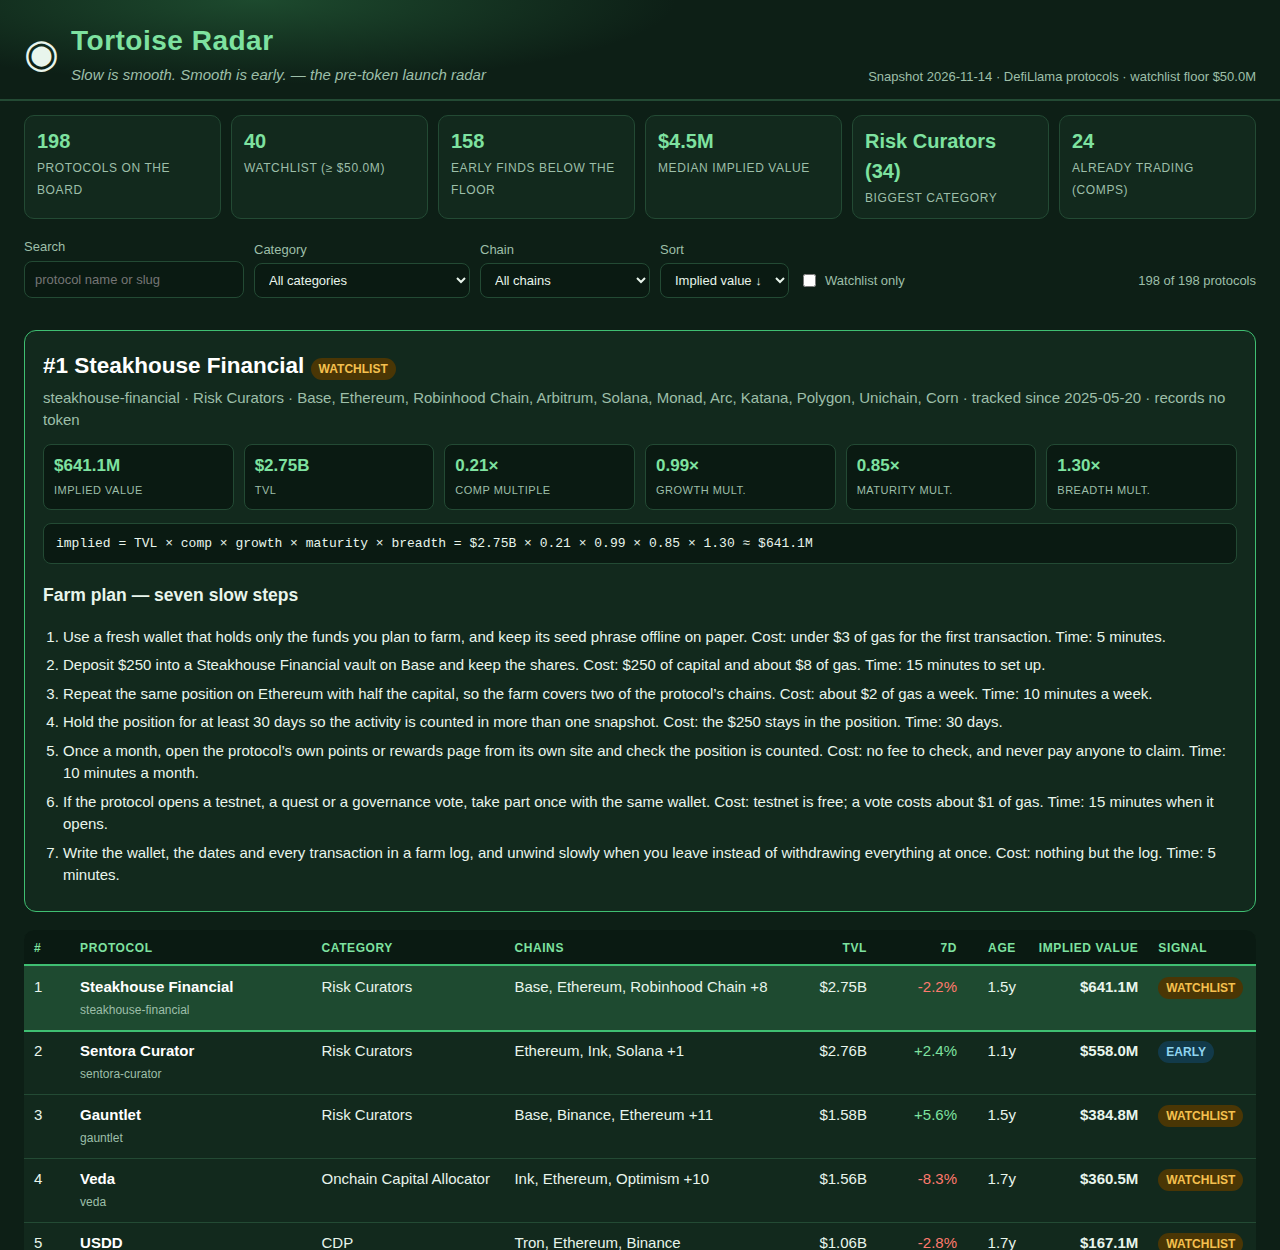 Tortoise Radar
Slow is smooth. Smooth is early. — the pre-token launch radar
Snapshot 2026-11-14 · DefiLlama protocols · watchlist floor $50.0M
198
PROTOCOLS ON THE
BOARD
40
WATCHLIST (≥ $50.0M)
158
EARLY FINDS BELOW THE
FLOOR
$4.5M
MEDIAN IMPLIED VALUE
Risk Curators
(34)
BIGGEST CATEGORY
24
ALREADY TRADING
(COMPS)
Search
protocol name or slug
Category
All categories
Chain
All chains
Sort
Implied value ↓
Watchlist only
198 of 198 protocols
#1 Steakhouse Financial WATCHLIST
steakhouse-financial · Risk Curators · Base, Ethereum, Robinhood Chain, Arbitrum, Solana, Monad, Arc, Katana, Polygon, Unichain, Corn · tracked since 2025-05-20 · records no
token
$641.1M
IMPLIED VALUE
$2.75B
TVL
0.21×
COMP MULTIPLE
0.99×
GROWTH MULT.
0.85×
MATURITY MULT.
1.30×
BREADTH MULT.
implied = TVL × comp × growth × maturity × breadth = $2.75B × 0.21 × 0.99 × 0.85 × 1.30 ≈ $641.1M
Farm plan — seven slow steps
1. Use a fresh wallet that holds only the funds you plan to farm, and keep its seed phrase offline on paper. Cost: under $3 of gas for the first transaction. Time: 5 minutes.
2. Deposit $250 into a Steakhouse Financial vault on Base and keep the shares. Cost: $250 of capital and about $8 of gas. Time: 15 minutes to set up.
3. Repeat the same position on Ethereum with half the capital, so the farm covers two of the protocol’s chains. Cost: about $2 of gas a week. Time: 10 minutes a week.
4. Hold the position for at least 30 days so the activity is counted in more than one snapshot. Cost: the $250 stays in the position. Time: 30 days.
5. Once a month, open the protocol’s own points or rewards page from its own site and check the position is counted. Cost: no fee to check, and never pay anyone to claim. Time:
10 minutes a month.
6. If the protocol opens a testnet, a quest or a governance vote, take part once with the same wallet. Cost: testnet is free; a vote costs about $1 of gas. Time: 15 minutes when it
opens.
7. Write the wallet, the dates and every transaction in a farm log, and unwind slowly when you leave instead of withdrawing everything at once. Cost: nothing but the log. Time: 5
minutes.
# PROTOCOL CATEGORY CHAINS TVL 7D AGE IMPLIED VALUE SIGNAL
1 Steakhouse Financial Risk Curators Base, Ethereum, Robinhood Chain +8 $2.75B -2.2% 1.5y $641.1M WATCHLIST
steakhouse-financial
2 Sentora Curator Risk Curators Ethereum, Ink, Solana +1 $2.76B +2.4% 1.1y $558.0M EARLY
sentora-curator
3 Gauntlet Risk Curators Base, Binance, Ethereum +11 $1.58B +5.6% 1.5y $384.8M WATCHLIST
gauntlet
4 Veda Onchain Capital Allocator Ink, Ethereum, Optimism +10 $1.56B -8.3% 1.7y $360.5M WATCHLIST
veda
5 USDD CDP Tron, Ethereum, Binance $1.06B -2.8% 1.7y $167.1M WATCHLIST